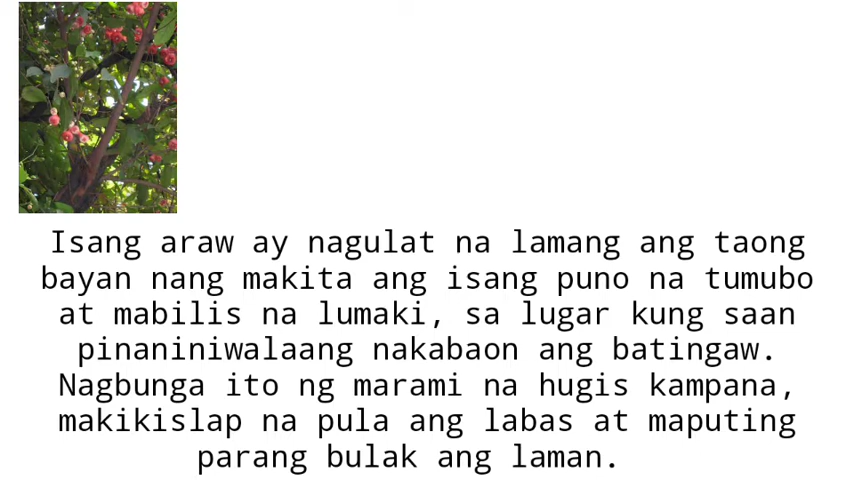 Isang araw ay nagulat na lamang ang taong
bayan nang makita ang isang puno na tumubo
at mabilis na lumaki, sa lugar kung saan
pinaniniwalaang nakabaon ang batingaw.
Nagbunga ito ng marami na hugis kampana,
makikislap na pula ang labas at maputing
parang bulak ang laman.